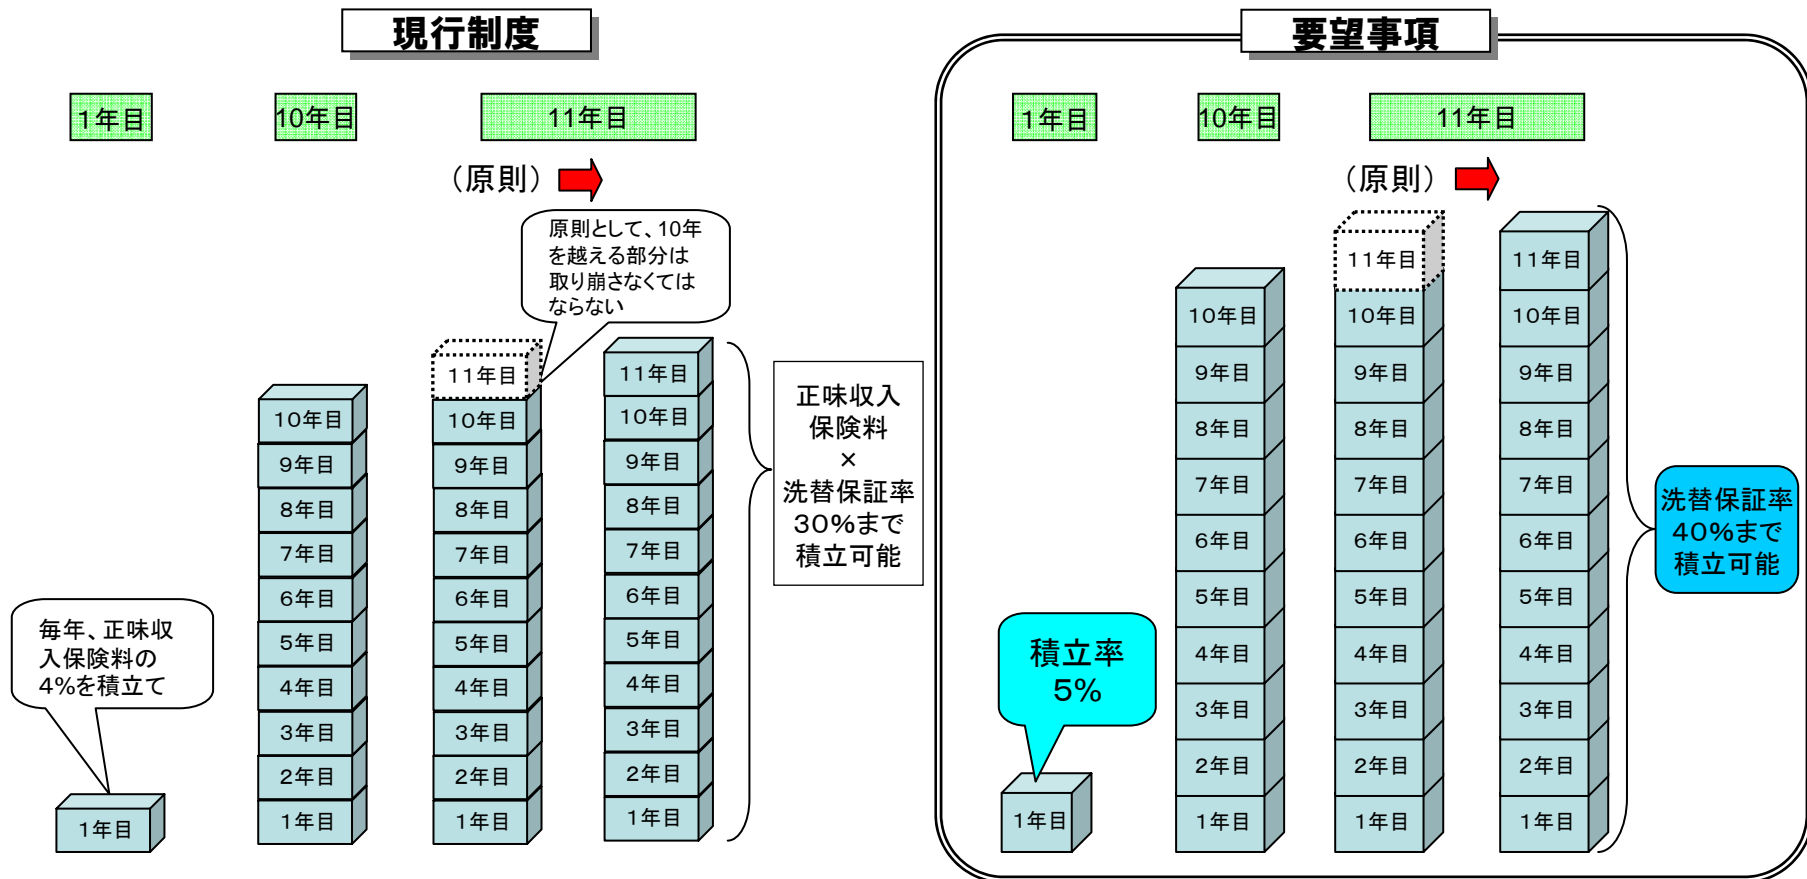 現行制度
1年目
10年目
11年目
（原則）
原則として、10年
を越える部分は
取り崩さなくては
ならない
毎年、正味収
入保険料の
4%を積立て
1年目
10年目
9年目
8年目
7年目
6年目
5年目
4年目
3年目
2年目
1年目
11年目
10年目
9年目
8年目
7年目
6年目
5年目
4年目
3年目
2年目
1年目
11年目
10年目
9年目
8年目
7年目
6年目
5年目
4年目
3年目
2年目
1年目
正味収入
保険料
×
洗替保証率
30%まで
積立可能
要望事項
1年目
10年目
11年目
（原則）
積立率
5%
1年目
10年目
9年目
8年目
7年目
6年目
5年目
4年目
3年目
2年目
1年目
11年目
10年目
9年目
8年目
7年目
6年目
5年目
4年目
3年目
2年目
1年目
11年目
10年目
9年目
8年目
7年目
6年目
5年目
4年目
3年目
2年目
1年目
洗替保証率
40%まで
積立可能